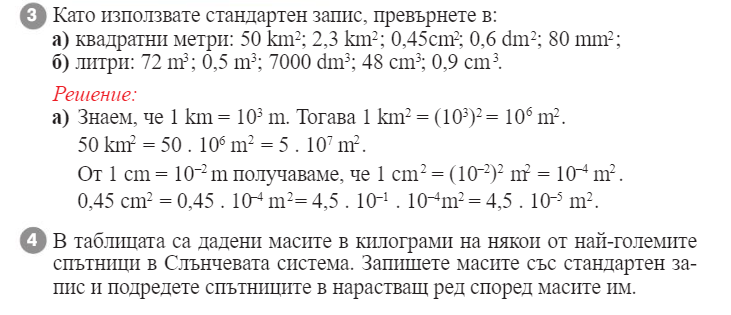 3 Като използвате стандартен запис, превърнете в:
а) квадратни метри: 50 km²; 2,3 km²; 0,45cm²; 0,6 dm²; 80 mm²;
б) литри: 72 m³; 0,5 m³; 7000 dm³; 48 cm³; 0,9 cm³.
Решение:
а) Знаем, че 1 km = 10³ m. Тогава 1 km² = (10³)² = 10⁶ m².
50 km² = 50 . 10⁶ m² = 5 . 10⁷ m².
От 1 cm = 10⁻² m получаваме, че 1 cm² = (10⁻²)² m² = 10⁻⁴ m².
0,45 cm² = 0,45 . 10⁻⁴ m² = 4,5 . 10⁻¹ . 10⁻⁴ m² = 4,5 . 10⁻⁵ m².
4 В таблицата са дадени масите в килограми на някои от най-големите
спътници в Слънчевата система. Запишете масите със стандартен за-
пис и подредете спътниците в нарастващ ред според масите им.